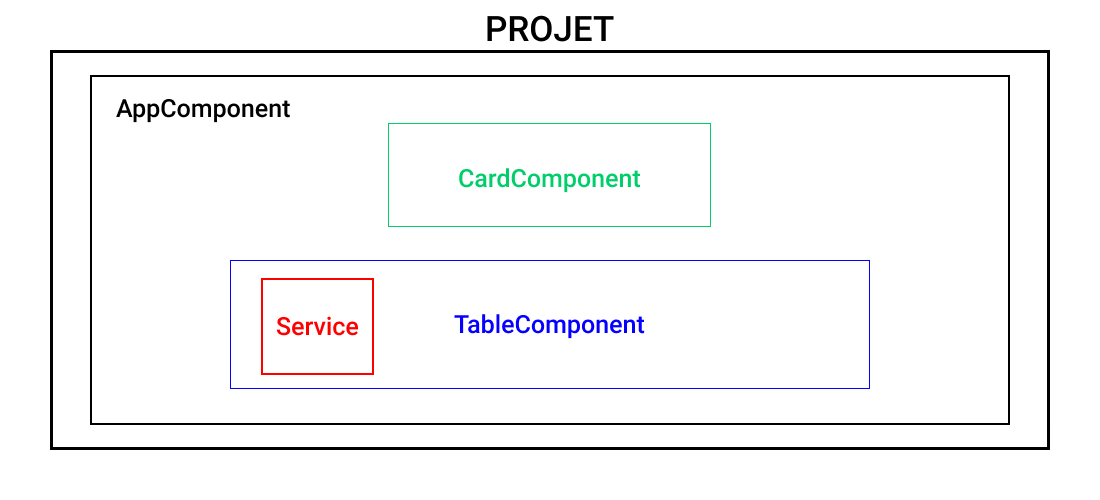 PROJET
AppComponent
CardComponent
Service
TableComponent